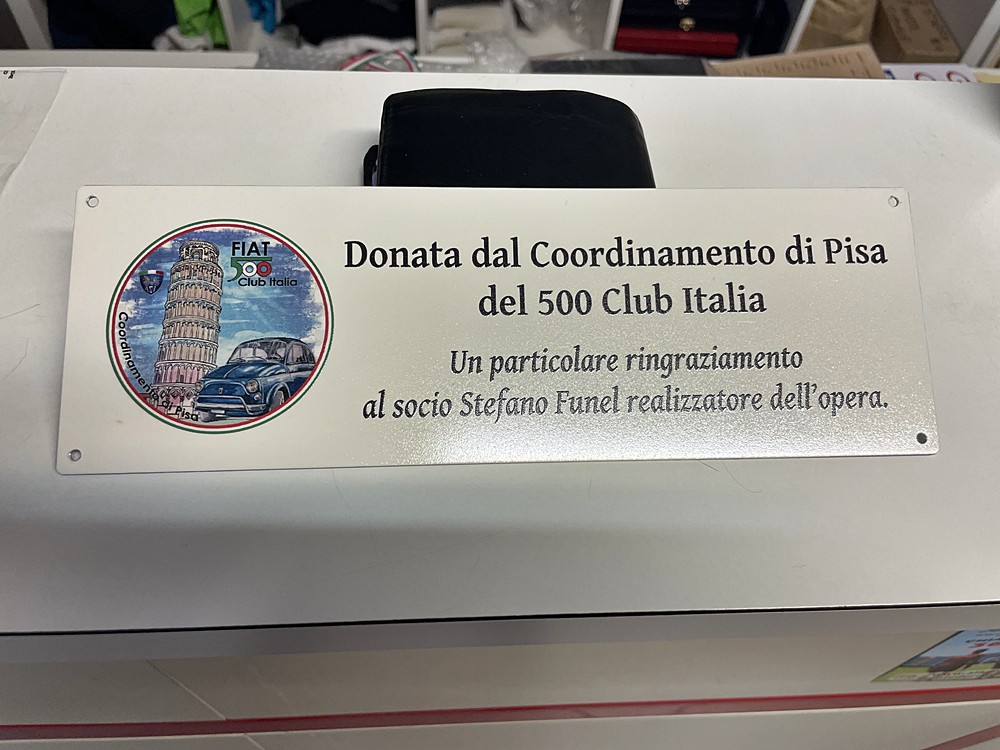 FIAT
500
Club Italia
Coordinamento di Pisa
Donata dal Coordinamento di Pisa
del 500 Club Italia
Un particolare ringraziamento
al socio Stefano Funel realizzatore dell'opera.